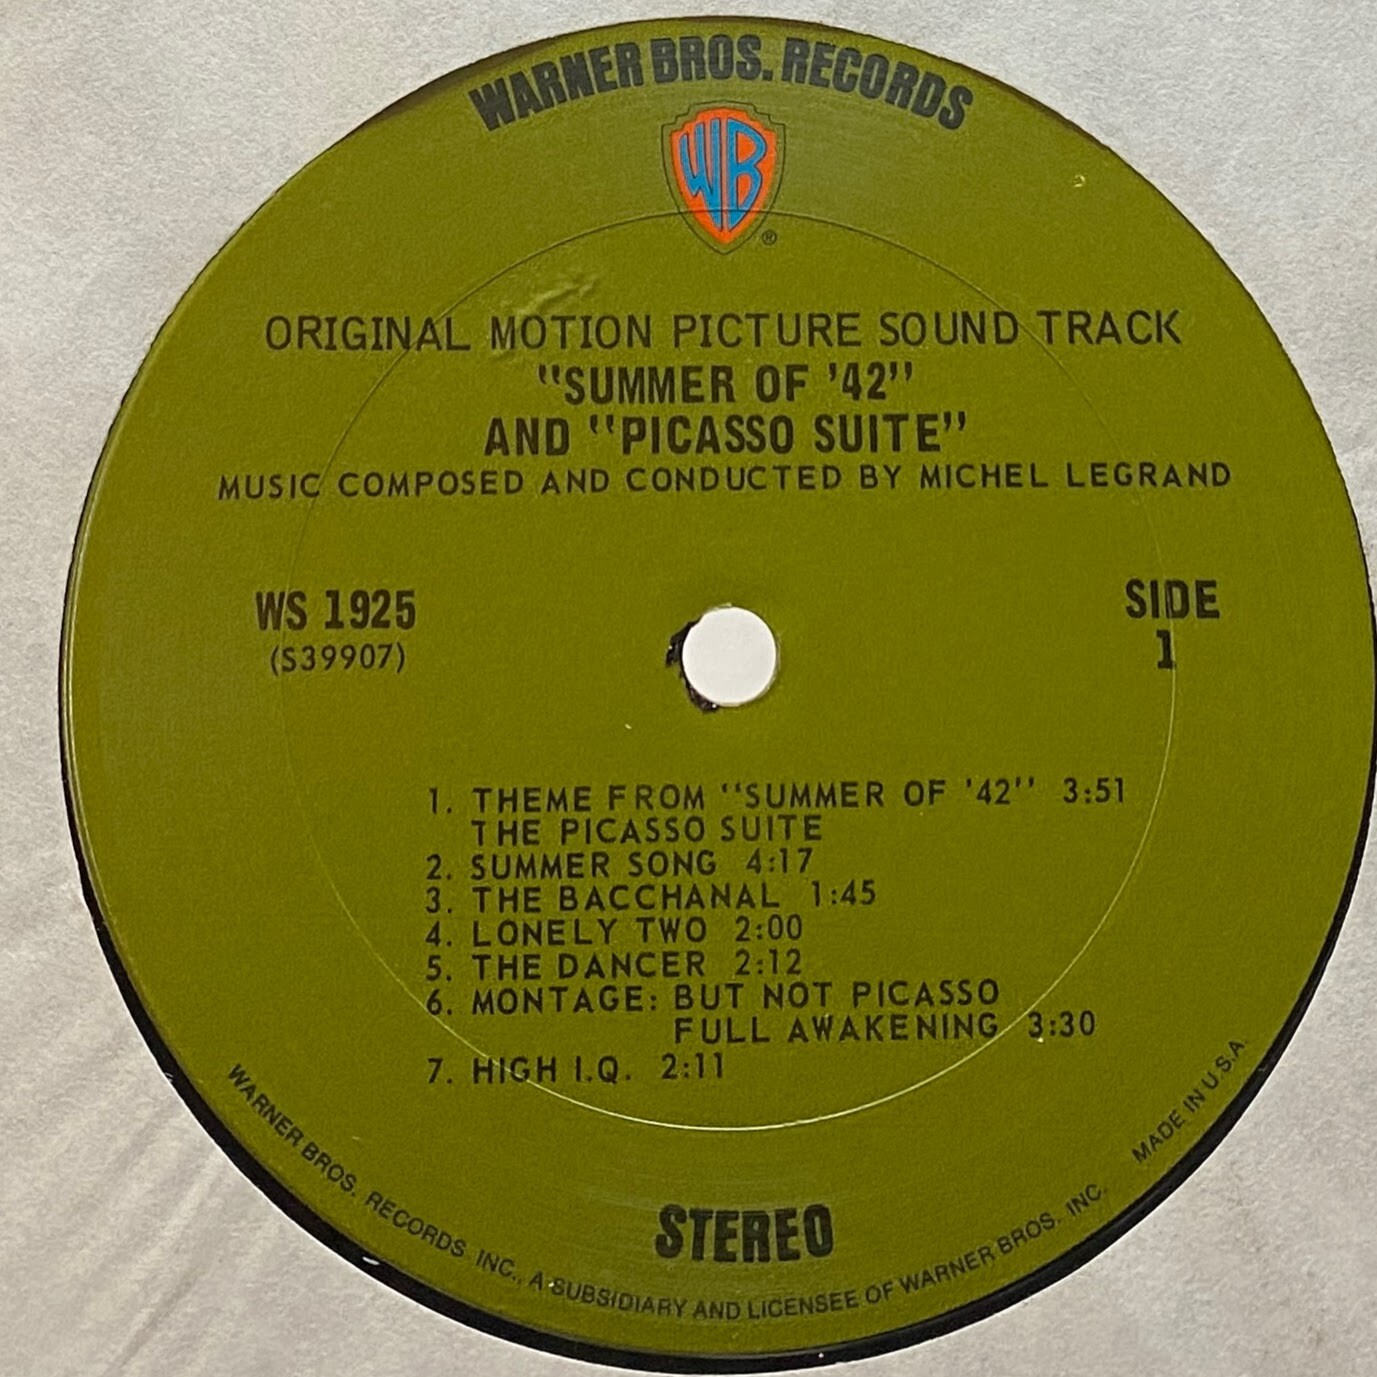 WARNER BROS. RECORDS
WB
®
ORIGINAL MOTION PICTURE SOUND TRACK
"SUMMER OF '42"
AND "PICASSO SUITE"
MUSIC COMPOSED AND CONDUCTED BY MICHEL LEGRAND
WS 1925
(S39907)
SIDE
1
1. THEME FROM "SUMMER OF '42" 3:51
THE PICASSO SUITE
2. SUMMER SONG 4:17
3. THE BACCHANAL 1:45
4. LONELY TWO 2:00
5. THE DANCER 2:12
6. MONTAGE: BUT NOT PICASSO
FULL AWAKENING 3:30
7. HIGH I.Q. 2:11
STEREO
WARNER BROS. RECORDS INC., A SUBSIDIARY AND LICENSEE OF WARNER BROS. INC. MADE IN U.S.A.